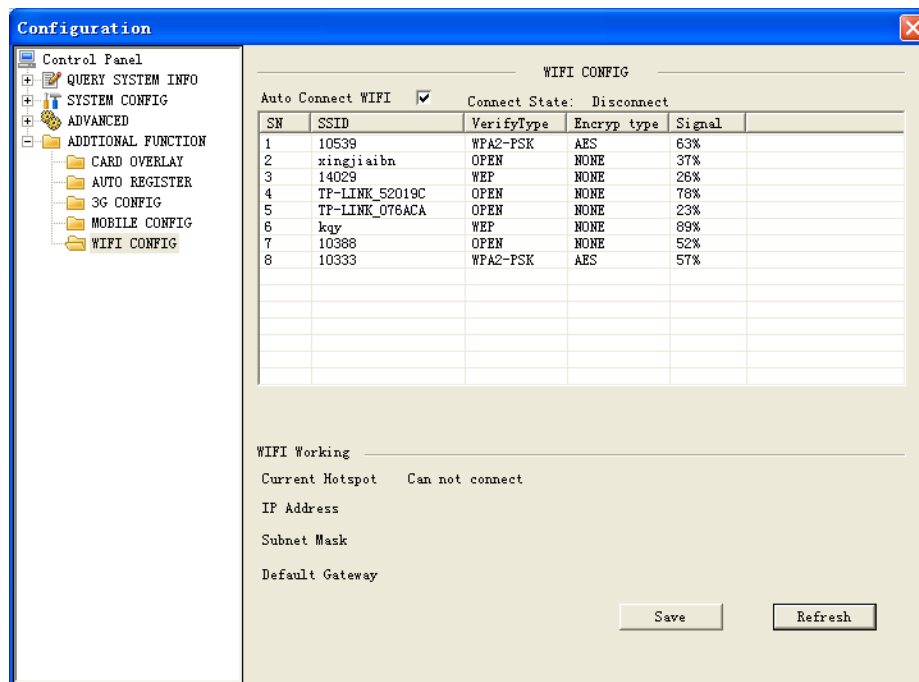 Configuration
Control Panel
QUERY SYSTEM INFO
SYSTEM CONFIG
ADVANCED
ADDTIONAL FUNCTION
CARD OVERLAY
AUTO REGISTER
3G CONFIG
MOBILE CONFIG
WIFI CONFIG
WIFI CONFIG
Auto Connect WIFI Connect State: Disconnect
SN SSID VerifyType Encryp type Signal
1 10539 WPA2-PSK AES 63%
2 xingjiaibn OPEN NONE 37%
3 14029 WEP NONE 26%
4 TP-LINK_52019C OPEN NONE 78%
5 TP-LINK_076ACA OPEN NONE 23%
6 kqy WEP NONE 89%
7 10388 OPEN NONE 52%
8 10333 WPA2-PSK AES 57%
WIFI Working
Current Hotspot Can not connect
IP Address
Subnet Mask
Default Gateway
Save Refresh